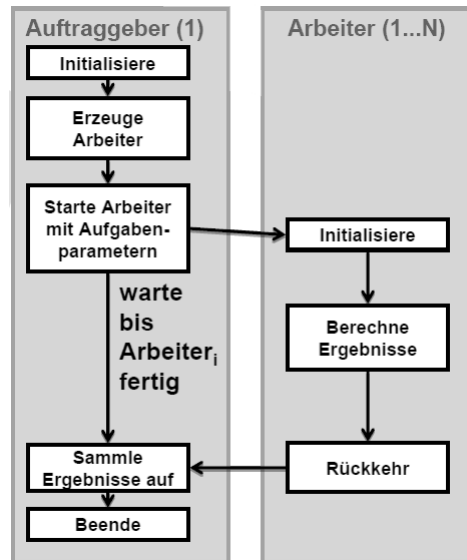 Auftraggeber (1)
Initialisiere
Erzeuge
Arbeiter
Starte Arbeiter
mit Aufgaben-
parametern
warte
bis
Arbeiteri
fertig
Sammle
Ergebnisse auf
Beende
Arbeiter (1...N)
Initialisiere
Berechne
Ergebnisse
Rückkehr